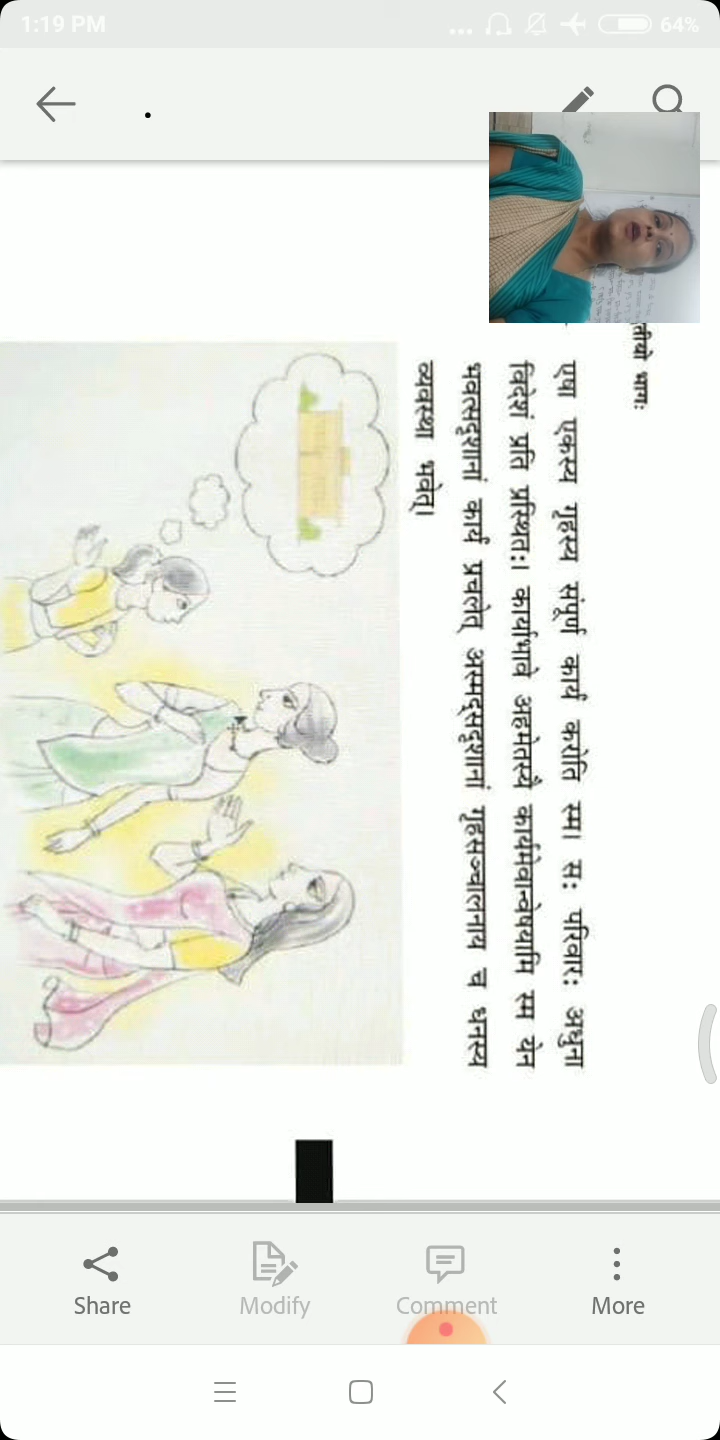 1:19 PM
64%
तीयो भागः
एषा एकस्य गृहस्य संपूर्णं कार्यं करोति स्म। सः परिवारः अधुना
विदेशं प्रति प्रस्थितः। कार्याभावे अहमेतस्यै कार्यमेवान्वेषयामि स्म येन
भवत्सदृशानां कार्यं प्रचलेत् अस्मद्सदृशानां गृहसञ्चालनाय च धनस्य
व्यवस्था भवेत्।
Share
Modify
Comment
More